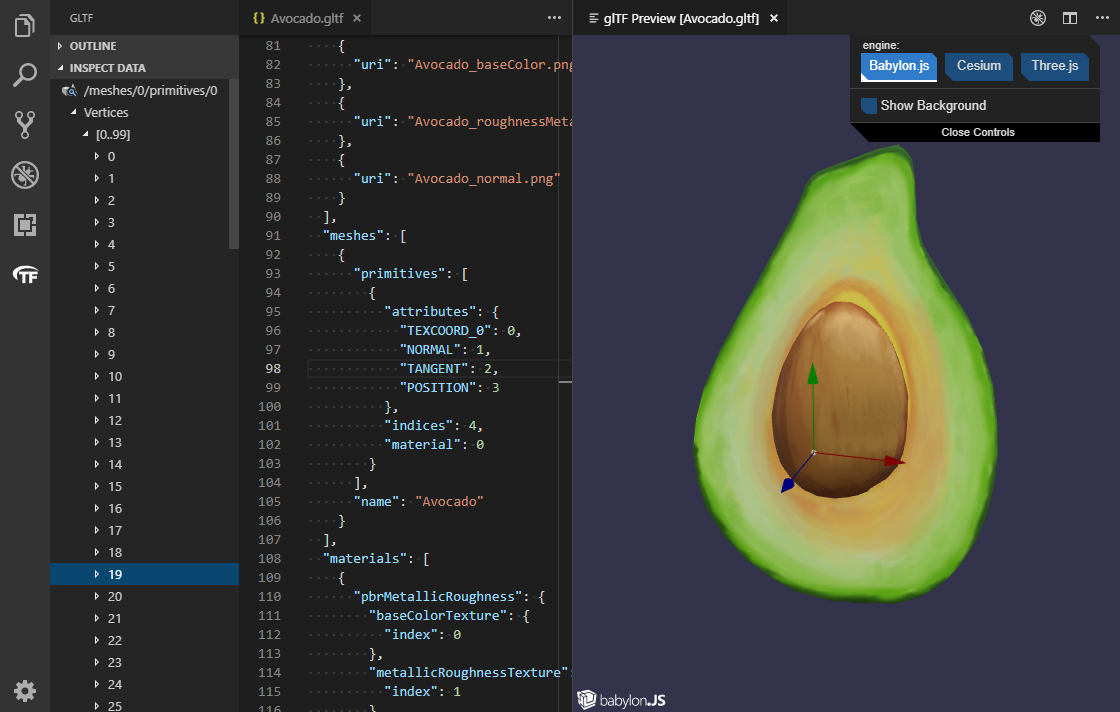 GLTF
OUTLINE
INSPECT DATA
/meshes/0/primitives/0
Vertices
[0..99]
0
1
2
3
4
5
6
7
8
9
10
11
12
13
14
15
16
17
18
19
20
21
22
23
24
25
TF
{} Avocado.gltf ×
81 {
82 "uri": "Avocado_baseColor.png
83 },
84 {
85 "uri": "Avocado_roughnessMeta
86 },
87 {
88 "uri": "Avocado_normal.png"
89 }
90 ],
91 "meshes": [
92 {
93 "primitives": [
94 {
95 "attributes": {
96 "TEXCOORD_0": 0,
97 "NORMAL": 1,
98 "TANGENT": 2,
99 "POSITION": 3
100 },
101 "indices": 4,
102 "material": 0
103 }
104 ],
105 "name": "Avocado"
106 }
107 ],
108 "materials": [
109 {
110 "pbrMetallicRoughness": {
111 "baseColorTexture": {
112 "index": 0
113 },
114 "metallicRoughnessTexture":
115 "index": 1
116 }
glTF Preview [Avocado.gltf] ×
engine:
Babylon.js Cesium Three.js
Show Background
Close Controls
babylon.JS